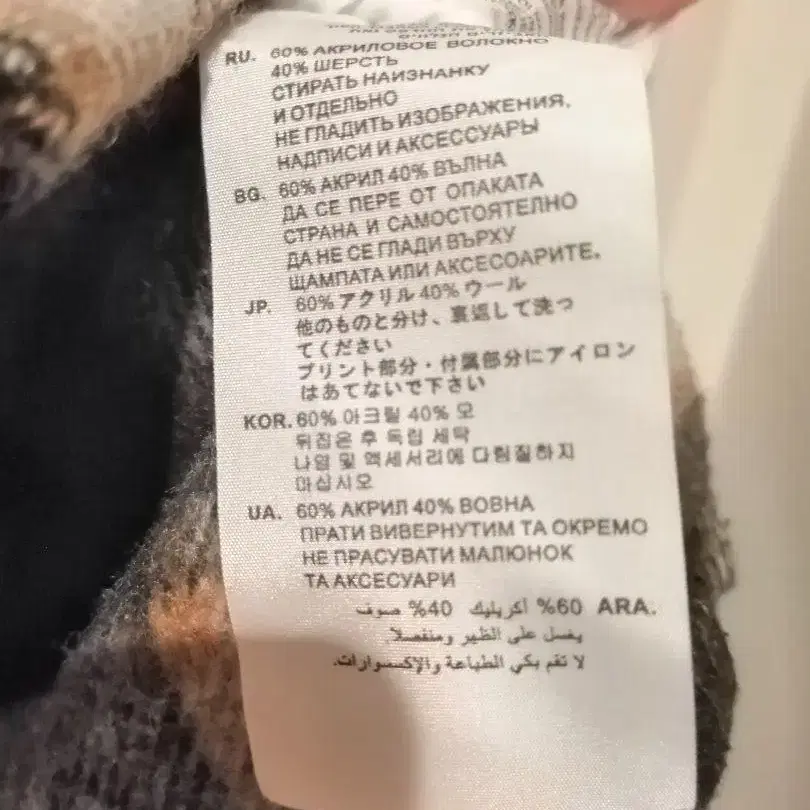 RU. 60% АКРИЛОВОЕ ВОЛОКНО
40% ШЕРСТЬ
СТИРАТЬ НАИЗНАНКУ
И ОТДЕЛЬНО
НЕ ГЛАДИТЬ ИЗОБРАЖЕНИЯ,
НАДПИСИ И АКСЕССУАРЫ
BG. 60% АКРИЛ 40% ВЪЛНА
ДА СЕ ПЕРЕ ОТ ОПАКАТА
СТРАНА И САМОСТОЯТЕЛНО
ДА НЕ СЕ ГЛАДИ ВЪРХУ
ЩАМПАТА ИЛИ АКСЕСОАРИТЕ.
JP. 60% アクリル 40% ウール
他のものと分け、裏返して洗っ
てください
プリント部分・付属部分にアイロン
はあてないで下さい
KOR. 60% 아크릴 40% 모
뒤집은 후 독립 세탁
나염 및 액세서리에 다림질하지
마십시오
UA. 60% АКРИЛ 40% ВОВНА
ПРАТИ ВИВЕРНУТИМ ТА ОКРЕМО
НЕ ПРАСУВАТИ МАЛЮНОК
ТА АКСЕСУАРИ
ARA. 60% أكريليك 40% صوف
يغسل على الظهر ومنفصلا.
لا تقم بكي الطباعة والإكسسوارات.